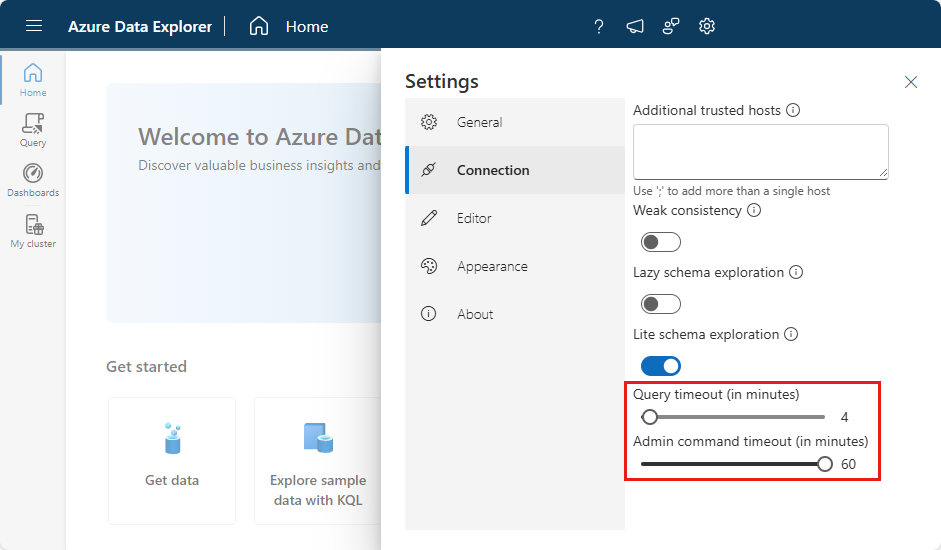 Azure Data Explorer
Home
Home
Query
Dashboards
My cluster
Welcome to Azure Dat
Discover valuable business insights and
Get started
Get data
Explore sample
data with KQL
Settings
General
Connection
Editor
Appearance
About
Additional trusted hosts
Use ';' to add more than a single host
Weak consistency
Lazy schema exploration
Lite schema exploration
Query timeout (in minutes)
4
Admin command timeout (in minutes)
60